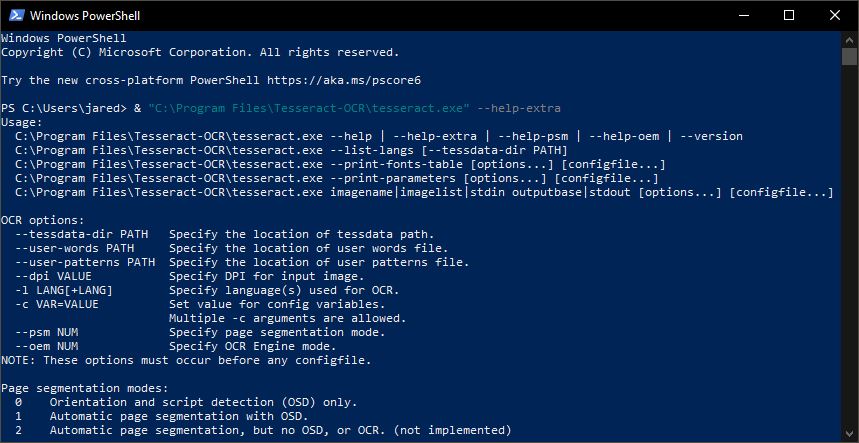 Windows PowerShell
Windows PowerShell
Copyright (C) Microsoft Corporation. All rights reserved.
Try the new cross-platform PowerShell https://aka.ms/pscore6
PS C:\Users\jared> & "C:\Program Files\Tesseract-OCR\tesseract.exe" --help-extra
Usage:
  C:\Program Files\Tesseract-OCR\tesseract.exe --help | --help-extra | --help-psm | --help-oem | --version
  C:\Program Files\Tesseract-OCR\tesseract.exe --list-langs [--tessdata-dir PATH]
  C:\Program Files\Tesseract-OCR\tesseract.exe --print-fonts-table [options...] [configfile...]
  C:\Program Files\Tesseract-OCR\tesseract.exe --print-parameters [options...] [configfile...]
  C:\Program Files\Tesseract-OCR\tesseract.exe imagename|imagelist|stdin outputbase|stdout [options...] [configfile...]
OCR options:
  --tessdata-dir PATH   Specify the location of tessdata path.
  --user-words PATH     Specify the location of user words file.
  --user-patterns PATH  Specify the location of user patterns file.
  --dpi VALUE           Specify DPI for input image.
  -l LANG[+LANG]        Specify language(s) used for OCR.
  -c VAR=VALUE          Set value for config variables.
                        Multiple -c arguments are allowed.
  --psm NUM             Specify page segmentation mode.
  --oem NUM             Specify OCR Engine mode.
NOTE: These options must occur before any configfile.
Page segmentation modes:
  0    Orientation and script detection (OSD) only.
  1    Automatic page segmentation with OSD.
  2    Automatic page segmentation, but no OSD, or OCR. (not implemented)